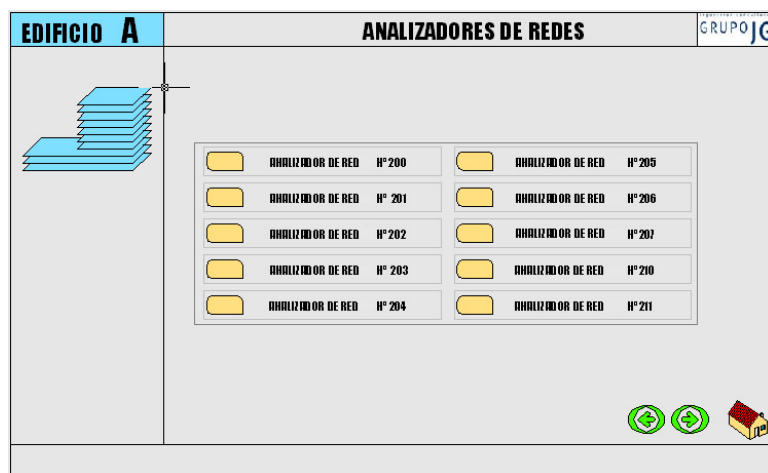 EDIFICIO A
ANALIZADORES DE REDES
GRUPO JG
ANALIZADOR DE RED Nº 200
ANALIZADOR DE RED Nº 201
ANALIZADOR DE RED Nº 202
ANALIZADOR DE RED Nº 203
ANALIZADOR DE RED Nº 204
ANALIZADOR DE RED Nº 205
ANALIZADOR DE RED Nº 206
ANALIZADOR DE RED Nº 207
ANALIZADOR DE RED Nº 210
ANALIZADOR DE RED Nº 211